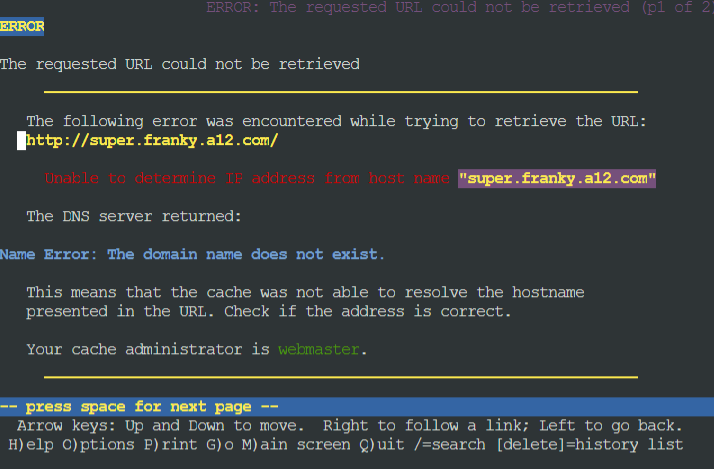 ERROR: The requested URL could not be retrieved (p1 of 2)
ERROR
The requested URL could not be retrieved
The following error was encountered while trying to retrieve the URL:
http://super.franky.a12.com/
Unable to determine IP address from host name "super.franky.a12.com"
The DNS server returned:
Name Error: The domain name does not exist.
This means that the cache was not able to resolve the hostname
presented in the URL. Check if the address is correct.
Your cache administrator is webmaster.
-- press space for next page --
Arrow keys: Up and Down to move.  Right to follow a link; Left to go back.
H)elp O)ptions P)rint G)o M)ain screen Q)uit /=search [delete]=history list